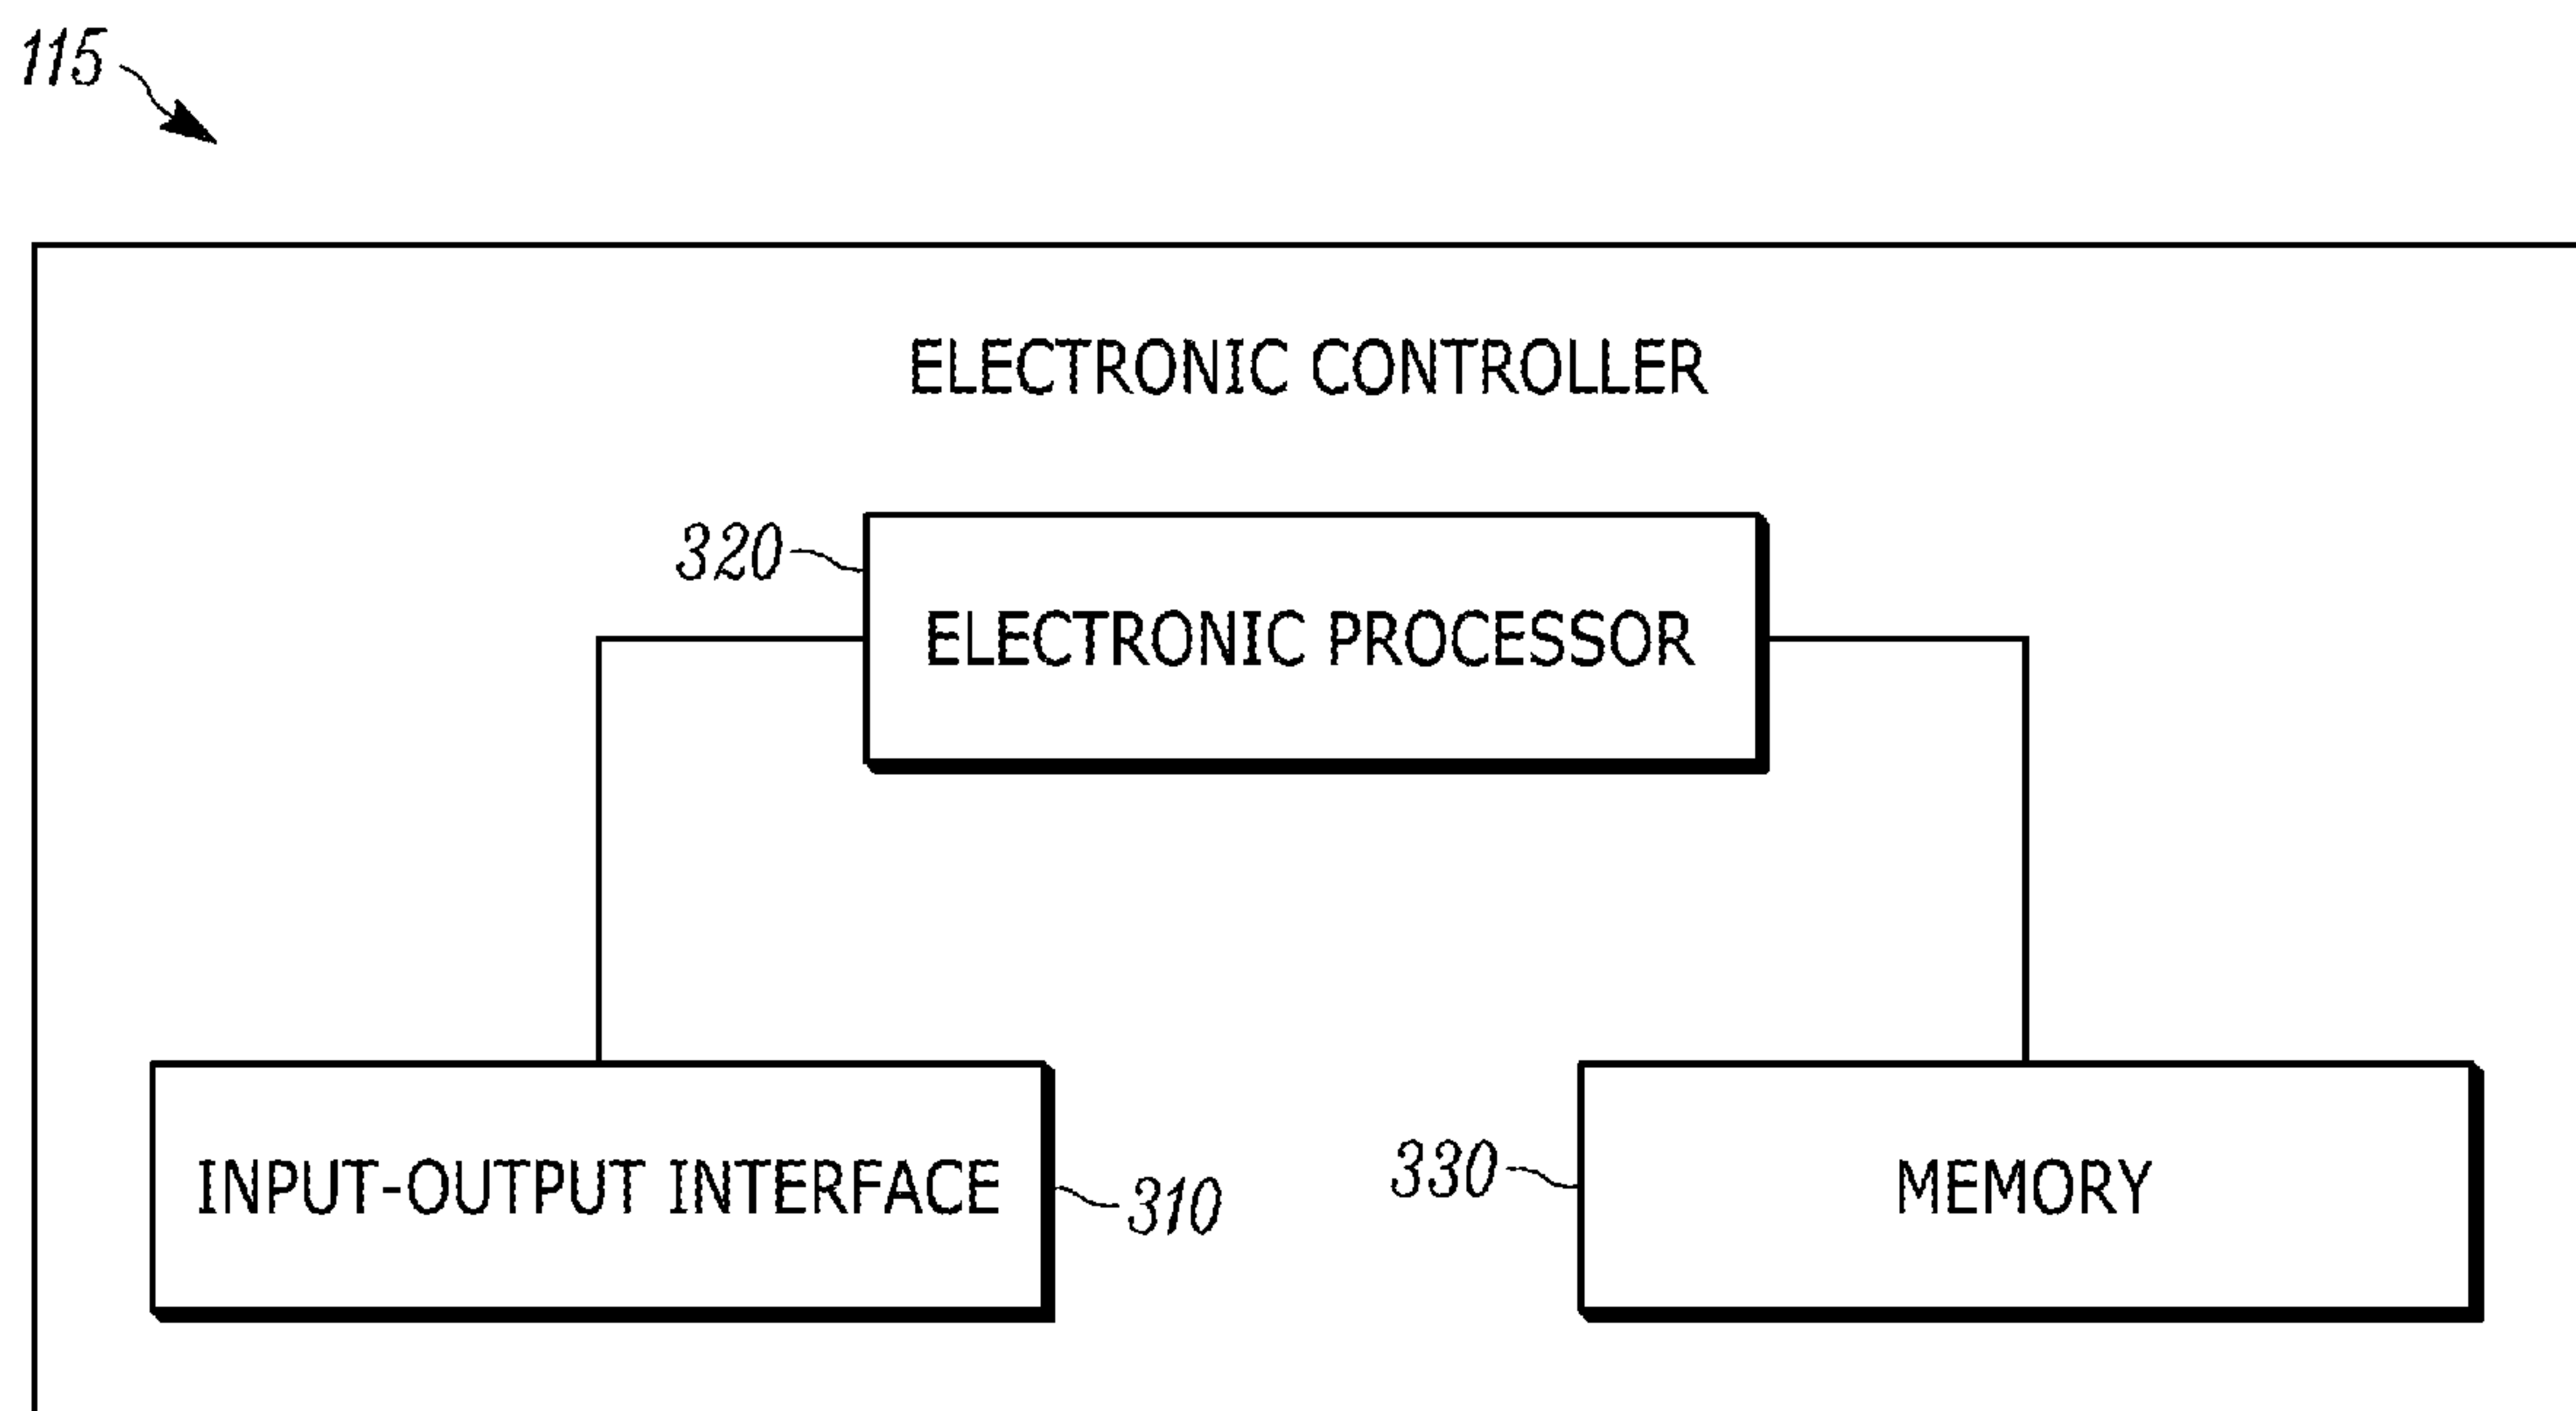 115
ELECTRONIC CONTROLLER
320
ELECTRONIC PROCESSOR
INPUT-OUTPUT INTERFACE
310
330
MEMORY